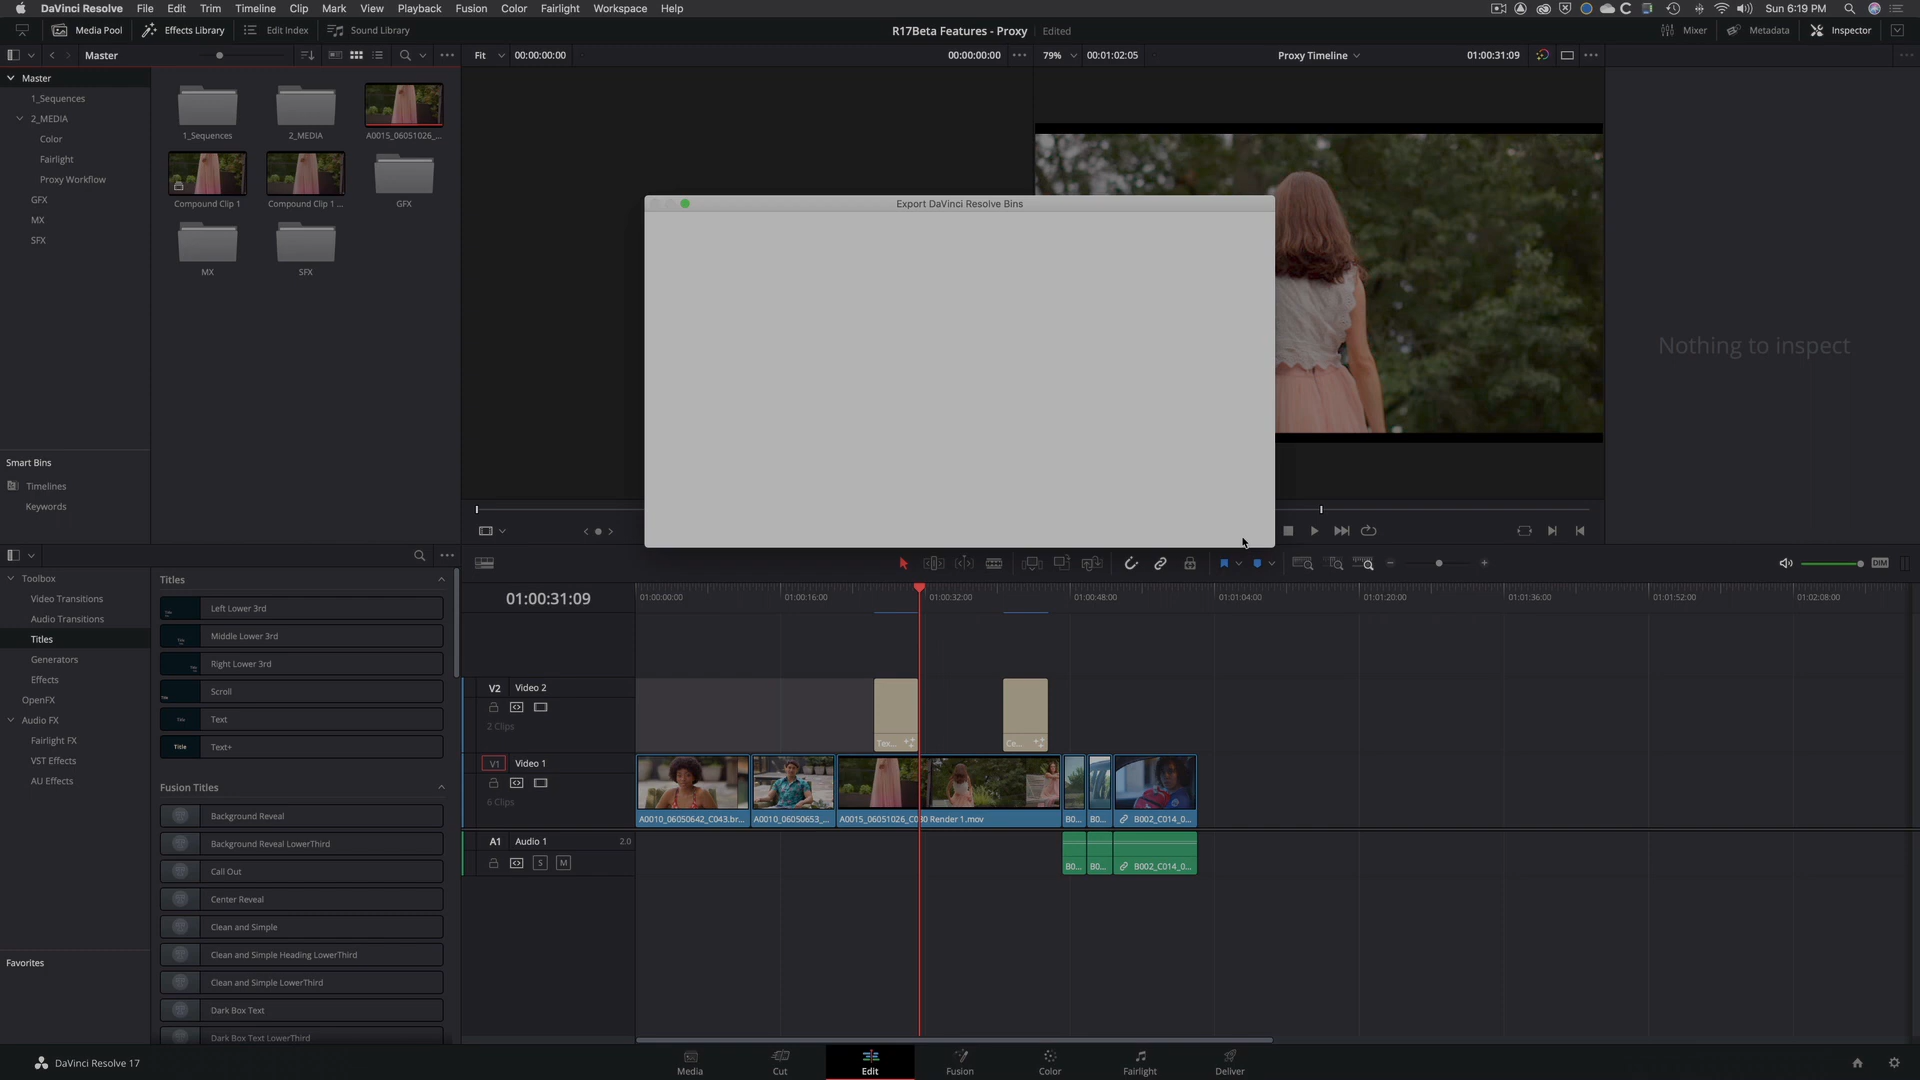 DaVinci Resolve File Edit Trim Timeline Clip Mark View Playback Fusion Color Fairlight Workspace Help Sun 6:19 PM
Media Pool Effects Library Edit Index Sound Library R17Beta Features - Proxy Edited Mixer Metadata Inspector
Master Fit 00:00:00:00 00:00:00:00 79% 00:01:02:05 Proxy Timeline 01:00:31:09
Master
1_Sequences
2_MEDIA
Color
Fairlight
Proxy Workflow
GFX
MX
SFX
1_Sequences 2_MEDIA A0015_06051026_...
Compound Clip 1 Compound Clip 1 ... GFX
MX SFX
Export DaVinci Resolve Bins
Nothing to inspect
Smart Bins
Timelines
Keywords
DIM
Toolbox
Video Transitions
Audio Transitions
Titles
Generators
Effects
OpenFX
Audio FX
Fairlight FX
VST Effects
AU Effects
Favorites
Titles
Left Lower 3rd
Middle Lower 3rd
Right Lower 3rd
Scroll
Text
Title Text+
Fusion Titles
Background Reveal
Background Reveal LowerThird
Call Out
Center Reveal
Clean and Simple
Clean and Simple Heading LowerThird
Clean and Simple LowerThird
Dark Box Text
Dark Box Text LowerThird
01:00:31:09 01:00:00:00 01:00:16:00 01:00:32:00 01:00:48:00 01:01:04:00 01:01:20:00 01:01:36:00 01:01:52:00 01:02:08:00
V2 Video 2
2 Clips
Tex... Ce...
V1 Video 1
6 Clips
A0010_06050642_C043.br... A0010_06050653_... A0015_06051026_C030 Render 1.mov B0... B0... B002_C014_0...
A1 Audio 1 2.0
S M
B0... B0... B002_C014_0...
DaVinci Resolve 17 Media Cut Edit Fusion Color Fairlight Deliver